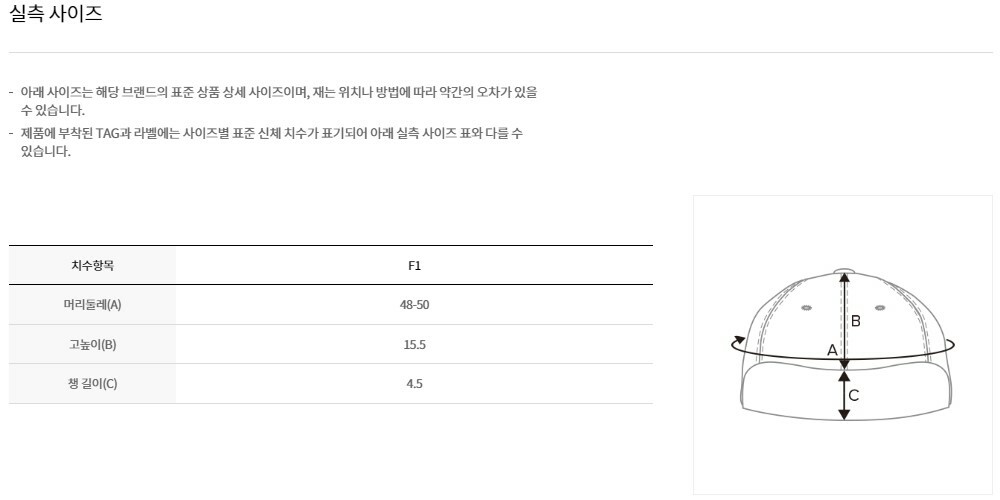 실측 사이즈
- 아래 사이즈는 해당 브랜드의 표준 상품 상세 사이즈이며, 재는 위치나 방법에 따라 약간의 오차가 있을
수 있습니다.
- 제품에 부착된 TAG과 라벨에는 사이즈별 표준 신체 치수가 표기되어 아래 실측 사이즈 표와 다를 수
있습니다.
치수항목 F1
머리둘레(A) 48-50
고높이(B) 15.5
챙 길이(C) 4.5
B
A
C